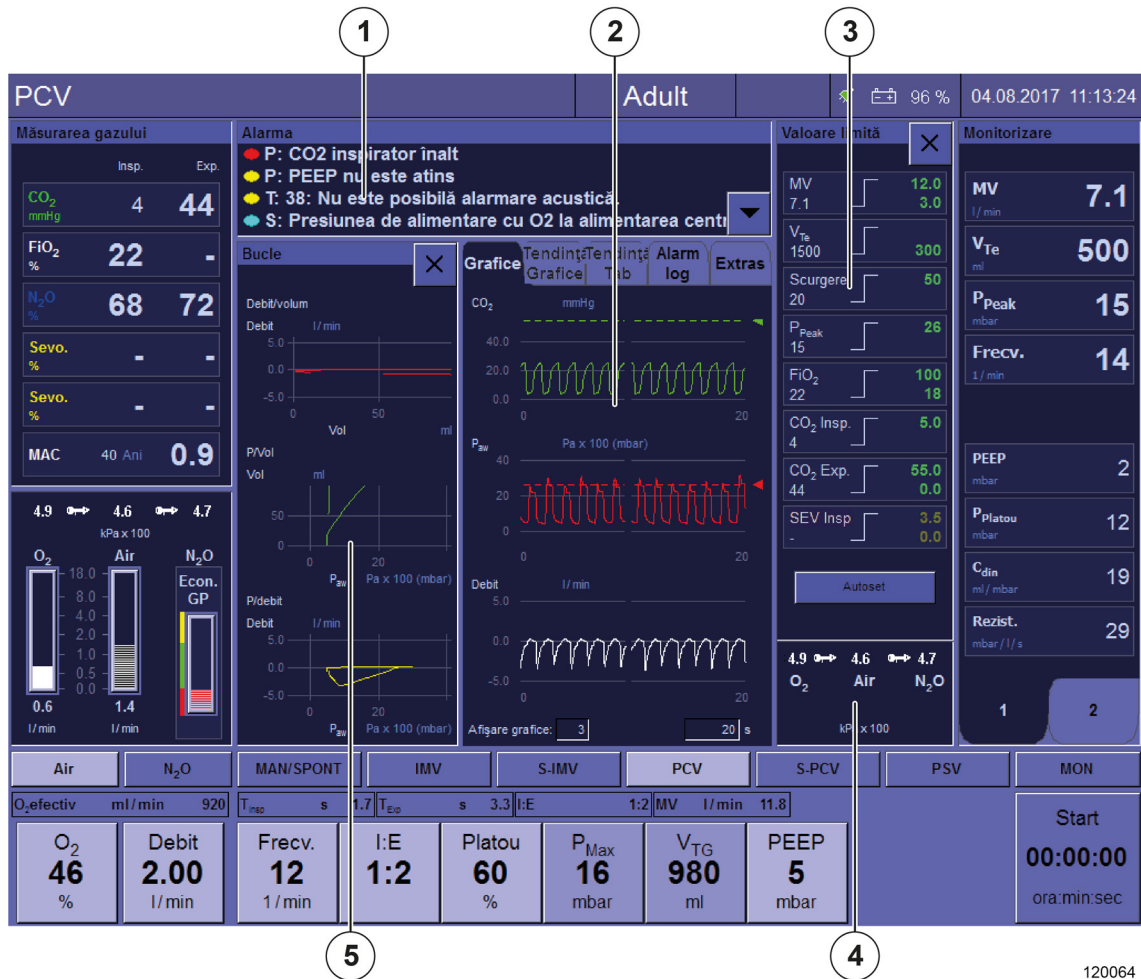 1 2 3
PCV Adult 96 % 04.08.2017 11:13:24
Măsurarea gazului
Insp. Exp.
CO2 4 44
mmHg
FiO2 22 -
%
N2O 68 72
%
Sevo. - -
%
Sevo. - -
%
MAC 40 Ani 0.9
4.9 4.6 4.7
kPa x 100
O2 Air N2O
18.0
8.0
4.0
2.0
1.0
0.5
0.0
Econ.
GP
0.6 1.4
l/min l/min
Alarma
P: CO2 inspirator înalt
P: PEEP nu este atins
T: 38: Nu este posibilă alarmare acustică.
S: Presiunea de alimentare cu O2 la alimentarea centr
Bucle
Debit/volum
Debit l/min
5.0
0.0
-5.0
0 50
Vol ml
P/Vol
Vol ml
50
0
0 20
Paw Pa x 100 (mbar)
P/debit
Debit l/min
5.0
0.0
-5.0
0 20
Paw Pa x 100 (mbar)
Grafice
Tendinţă
Grafice
Tendinţă
Tab
Alarm
log
Extras
CO2 mmHg
40.0
20.0
0.0
0 20
Paw Pa x 100 (mbar)
40
20
0
0 20
Debit l/min
5.0
0.0
-5.0
0 20
Afişare grafice: 3 20 s
Valoare limită
MV 12.0
7.1 3.0
VTe
1500 300
Scurgere 50
20
PPeak 26
15
FiO2 100
22 18
CO2 Insp. 5.0
4
CO2 Exp. 55.0
44 0.0
SEV Insp 3.5
- 0.0
Autoset
4.9 4.6 4.7
O2 Air N2O
kPa x 100
Monitorizare
MV 7.1
l/min
VTe 500
ml
PPeak 15
mbar
Frecv. 14
1/min
PEEP 2
mbar
PPlatou 12
mbar
Cdin 19
ml/mbar
Rezist. 29
mbar/l/s
1 2
Air N2O MAN/SPONT IMV S-IMV PCV S-PCV PSV MON
O2efectiv ml/min 920 TInsp s 1.7 TExp s 3.3 I:E 1:2 MV l/min 11.8
O2
46
%
Debit
2.00
l/min
Frecv.
12
1/min
I:E
1:2
Platou
60
%
PMax
16
mbar
VTG
980
ml
PEEP
5
mbar
Start
00:00:00
ora:min:sec
5 4
120064